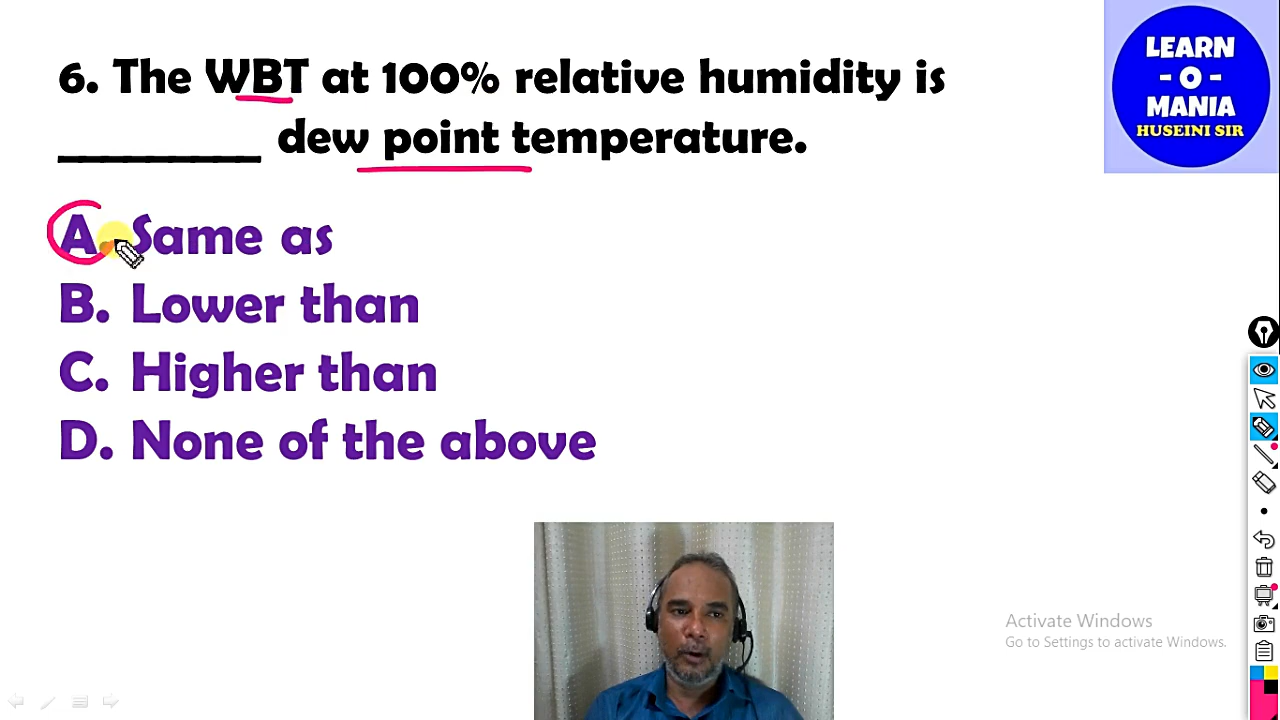 6. The WBT at 100% relative humidity is
_________ dew point temperature.
A. Same as
B. Lower than
C. Higher than
D. None of the above
LEARN
- O -
MANIA
HUSEINI SIR
Activate Windows
Go to Settings to activate Windows.